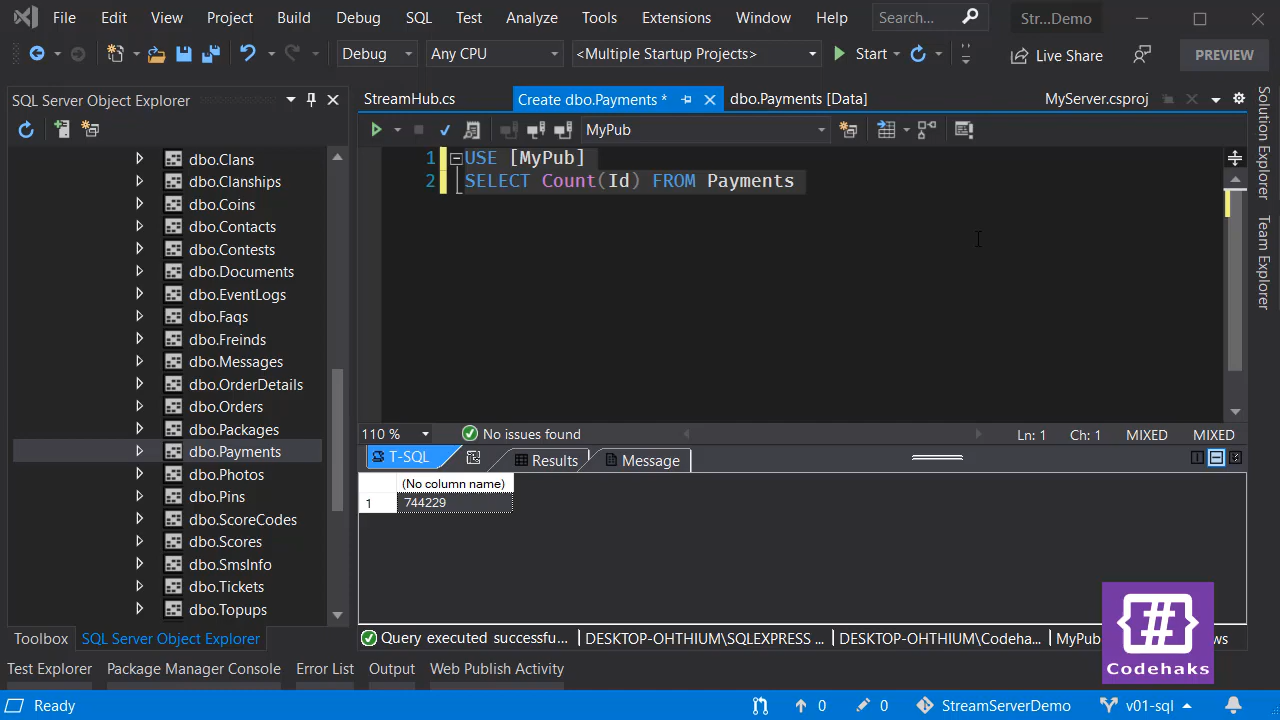 File Edit View Project Build Debug SQL Test Analyze Tools Extensions Window Help Search... Str...Demo
Debug Any CPU <Multiple Startup Projects> Start Live Share PREVIEW
SQL Server Object Explorer
StreamHub.cs Create dbo.Payments * dbo.Payments [Data] MyServer.csproj
MyPub
dbo.Clans
dbo.Clanships
dbo.Coins
dbo.Contacts
dbo.Contests
dbo.Documents
dbo.EventLogs
dbo.Faqs
dbo.Freinds
dbo.Messages
dbo.OrderDetails
dbo.Orders
dbo.Packages
dbo.Payments
dbo.Photos
dbo.Pins
dbo.ScoreCodes
dbo.Scores
dbo.SmsInfo
dbo.Tickets
dbo.Topups
1 USE [MyPub]
2 SELECT Count(Id) FROM Payments
110 % No issues found Ln: 1 Ch: 1 MIXED MIXED
T-SQL Results Message
(No column name)
1 744229
Query executed successfu... DESKTOP-OHTHIUM\SQLEXPRESS ... DESKTOP-OHTHIUM\Codeha... MyPub
Toolbox SQL Server Object Explorer
Test Explorer Package Manager Console Error List Output Web Publish Activity
Ready 0 0 StreamServerDemo v01-sql
Solution Explorer
Team Explorer
{#}
Codehaks